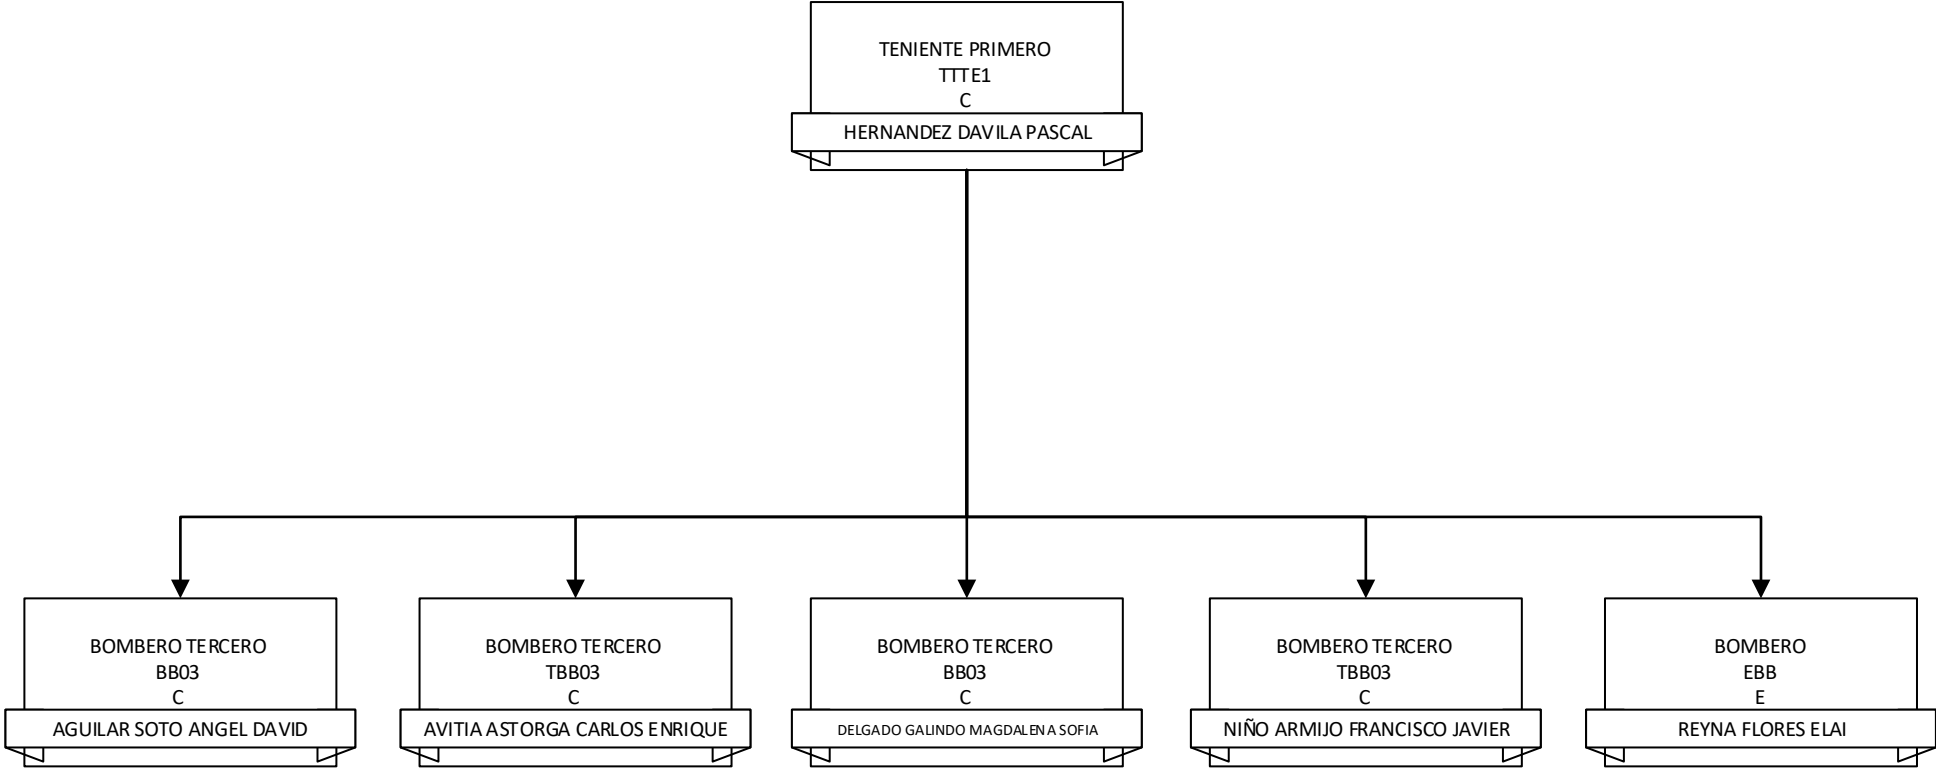 TENIENTE PRIMERO
TTTE1
C
HERNANDEZ DAVILA PASCAL
BOMBERO TERCERO
BB03
C
AGUILAR SOTO ANGEL DAVID
BOMBERO TERCERO
TBB03
C
AVITIA ASTORGA CARLOS ENRIQUE
BOMBERO TERCERO
BB03
C
DELGADO GALINDO MAGDALENA SOFIA
BOMBERO TERCERO
TBB03
C
NIÑO ARMIJO FRANCISCO JAVIER
BOMBERO
EBB
E
REYNA FLORES ELAI